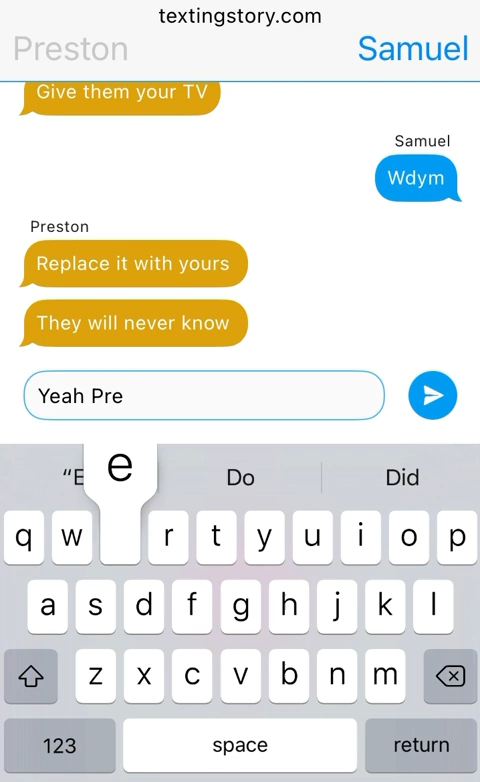 textingstory.com
Preston Samuel
Give them your TV
Samuel
Wdym
Preston
Replace it with yours
They will never know
Yeah Pre
“E e Do Did
q w r t y u i o p
a s d f g h j k l
z x c v b n m
123 space return